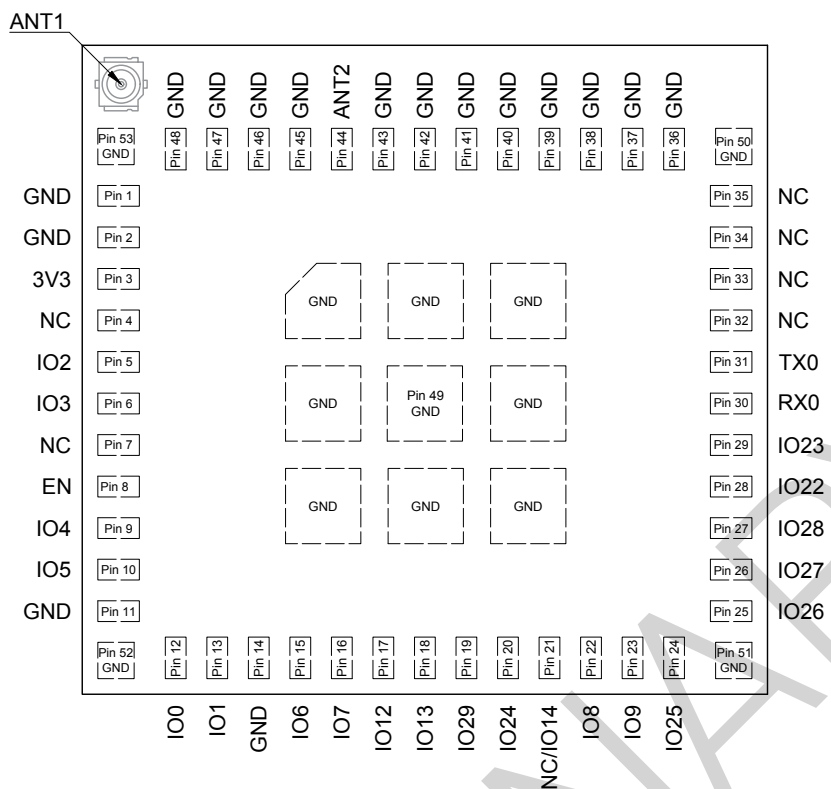 ANT1
GND GND GND GND ANT2 GND GND GND GND GND GND GND GND
Pin 53 GND
Pin 48 Pin 47 Pin 46 Pin 45 Pin 44 Pin 43 Pin 42 Pin 41 Pin 40 Pin 39 Pin 38 Pin 37 Pin 36
Pin 50 GND
GND Pin 1 Pin 35 NC
GND Pin 2 Pin 34 NC
3V3 Pin 3 Pin 33 NC
GND GND GND
NC Pin 4 Pin 32 NC
IO2 Pin 5 Pin 31 TX0
IO3 Pin 6 Pin 30 RX0
GND Pin 49 GND GND
NC Pin 7 Pin 29 IO23
EN Pin 8 Pin 28 IO22
GND GND GND
IO4 Pin 9 Pin 27 IO28
IO5 Pin 10 Pin 26 IO27
GND Pin 11 Pin 25 IO26
Pin 52 GND
Pin 12 Pin 13 Pin 14 Pin 15 Pin 16 Pin 17 Pin 18 Pin 19 Pin 20 Pin 21 Pin 22 Pin 23 Pin 24
Pin 51 GND
IO0 IO1 GND IO6 IO7 IO12 IO13 IO29 IO24 NC/IO14 IO8 IO9 IO25